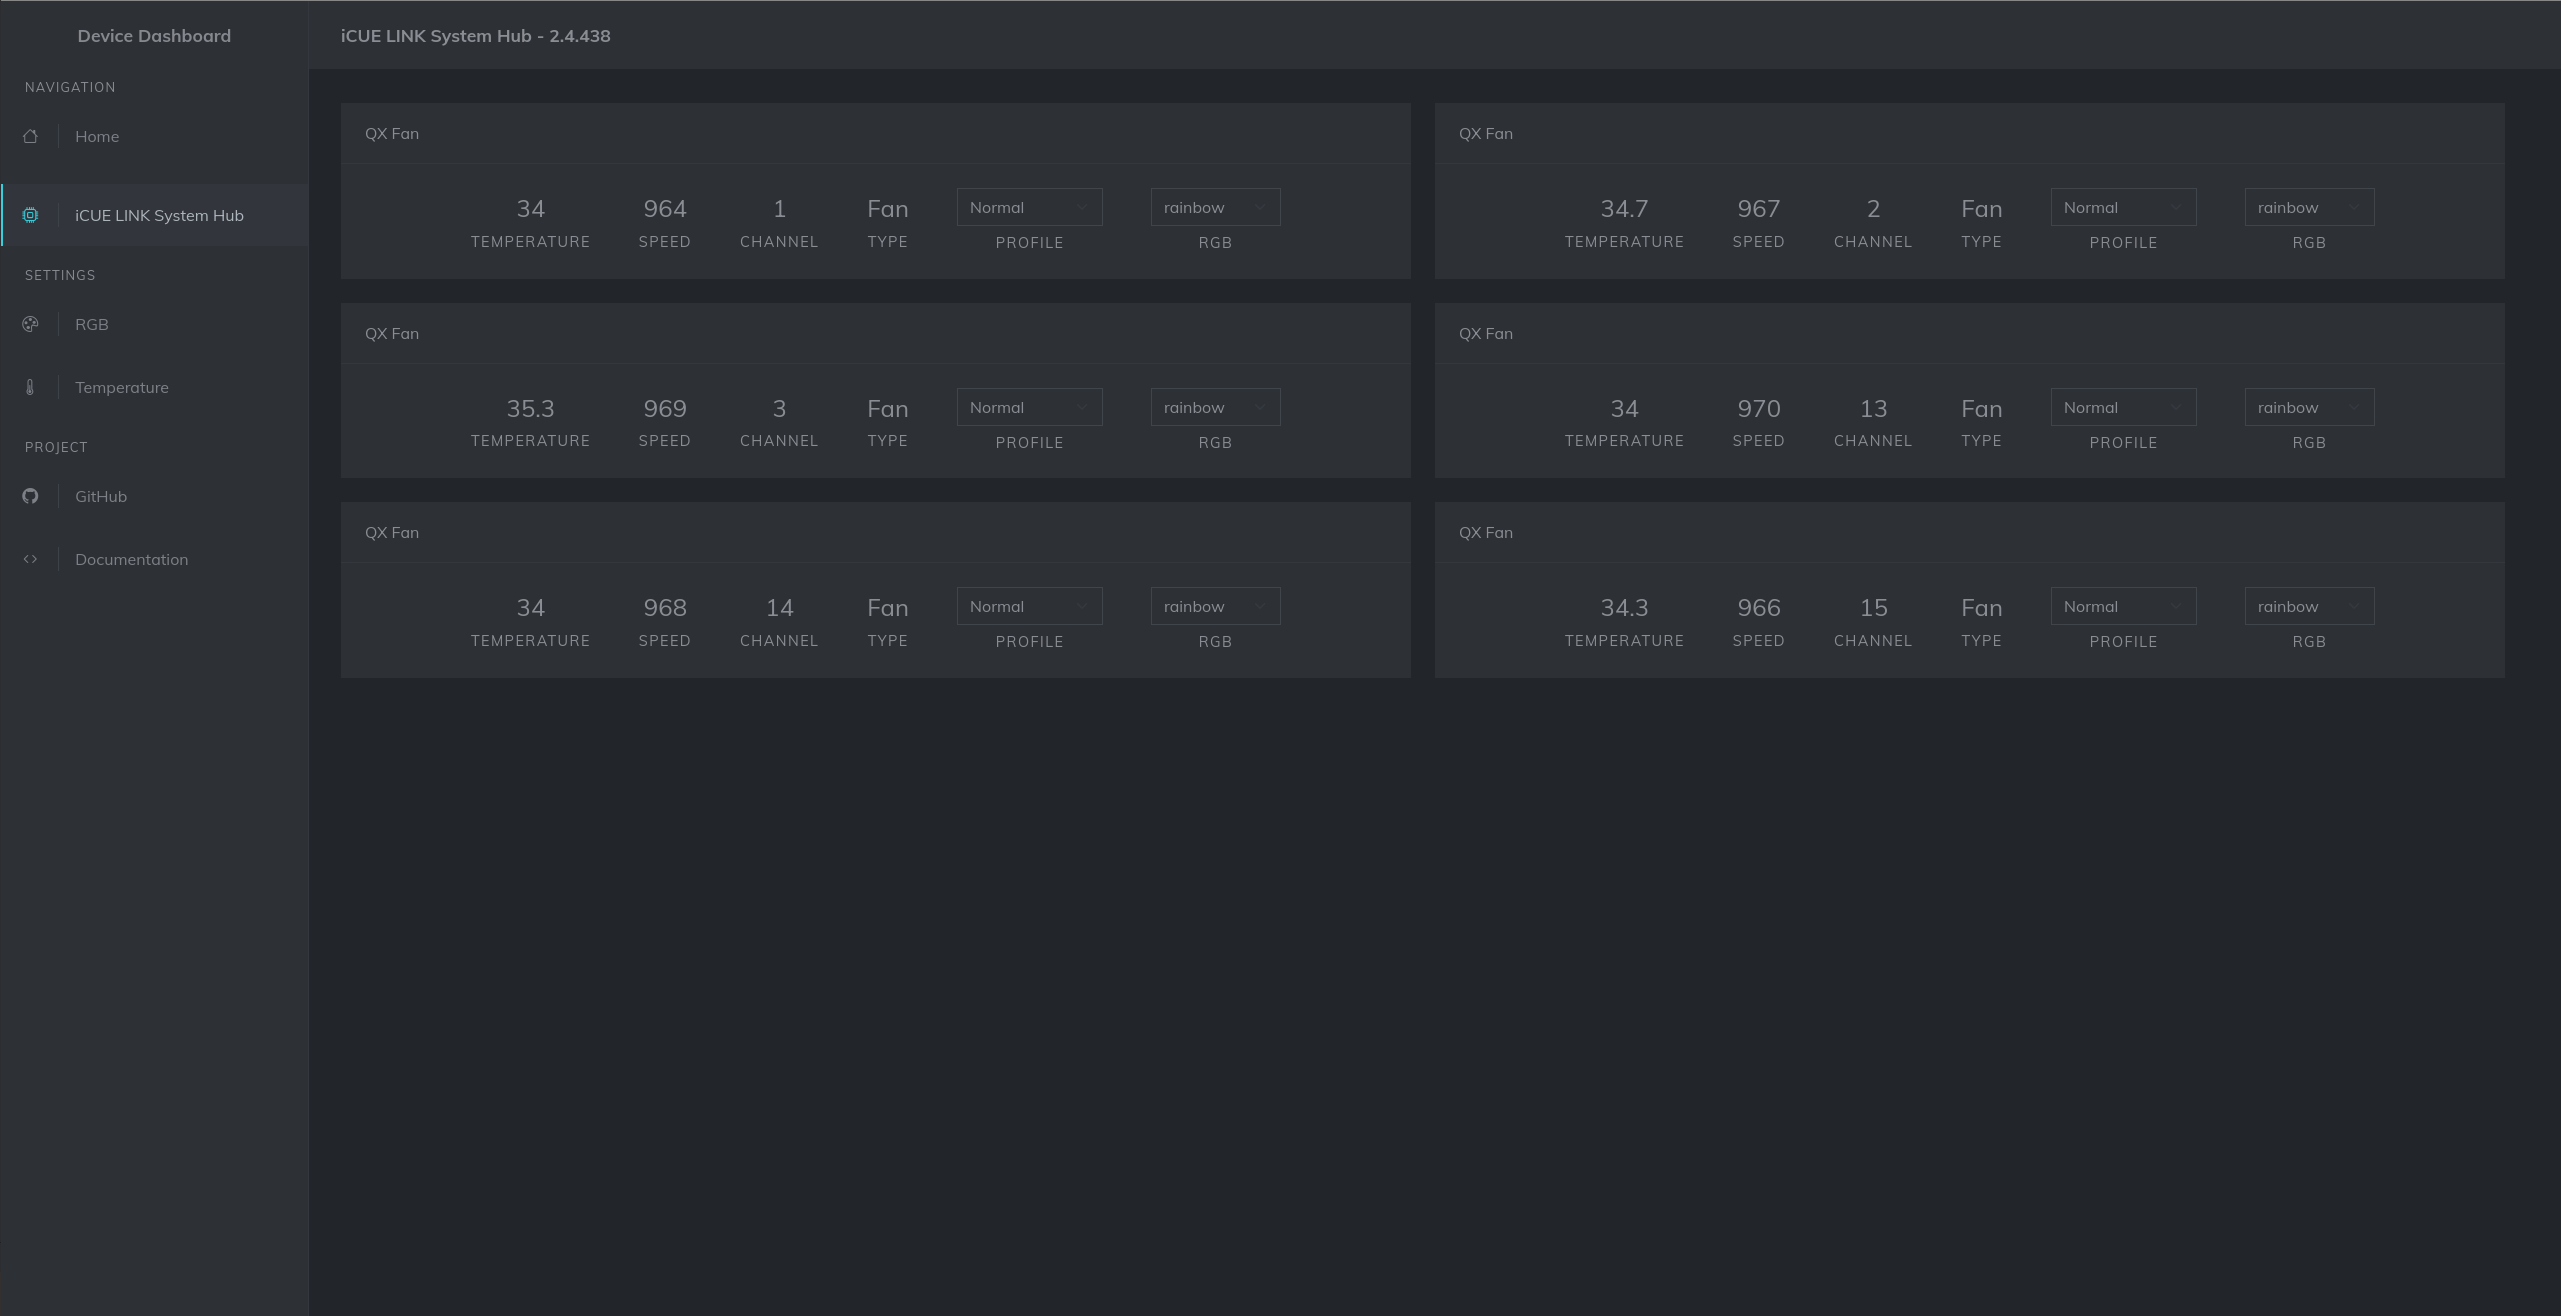 Device Dashboard
NAVIGATION
Home
iCUE LINK System Hub
SETTINGS
RGB
Temperature
PROJECT
GitHub
Documentation
iCUE LINK System Hub - 2.4.438
QX Fan
34 964 1 Fan Normal rainbow
TEMPERATURE SPEED CHANNEL TYPE PROFILE RGB
QX Fan
34.7 967 2 Fan Normal rainbow
TEMPERATURE SPEED CHANNEL TYPE PROFILE RGB
QX Fan
35.3 969 3 Fan Normal rainbow
TEMPERATURE SPEED CHANNEL TYPE PROFILE RGB
QX Fan
34 970 13 Fan Normal rainbow
TEMPERATURE SPEED CHANNEL TYPE PROFILE RGB
QX Fan
34 968 14 Fan Normal rainbow
TEMPERATURE SPEED CHANNEL TYPE PROFILE RGB
QX Fan
34.3 966 15 Fan Normal rainbow
TEMPERATURE SPEED CHANNEL TYPE PROFILE RGB